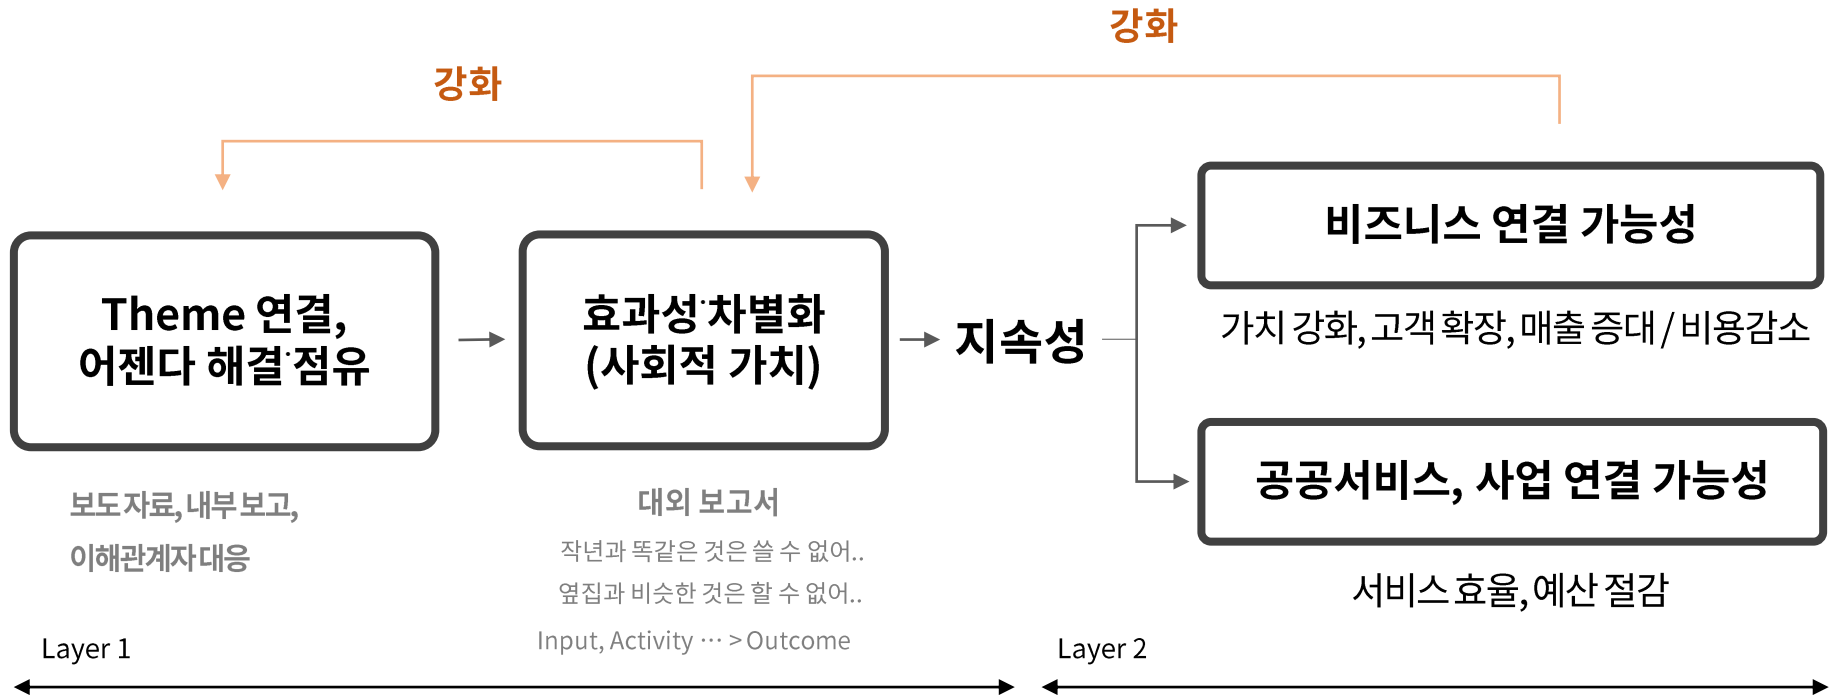 강화
강화
Theme 연결,
어젠다 해결˙점유
효과성˙차별화
(사회적 가치)
지속성
비즈니스 연결 가능성
가치 강화, 고객 확장, 매출 증대 / 비용감소
공공서비스, 사업 연결 가능성
서비스 효율, 예산 절감
보도 자료, 내부 보고,
이해관계자 대응
대외 보고서
작년과 똑같은 것은 쓸 수 없어..
옆집과 비슷한 것은 할 수 없어..
Input, Activity ⋯ > Outcome
Layer 1
Layer 2